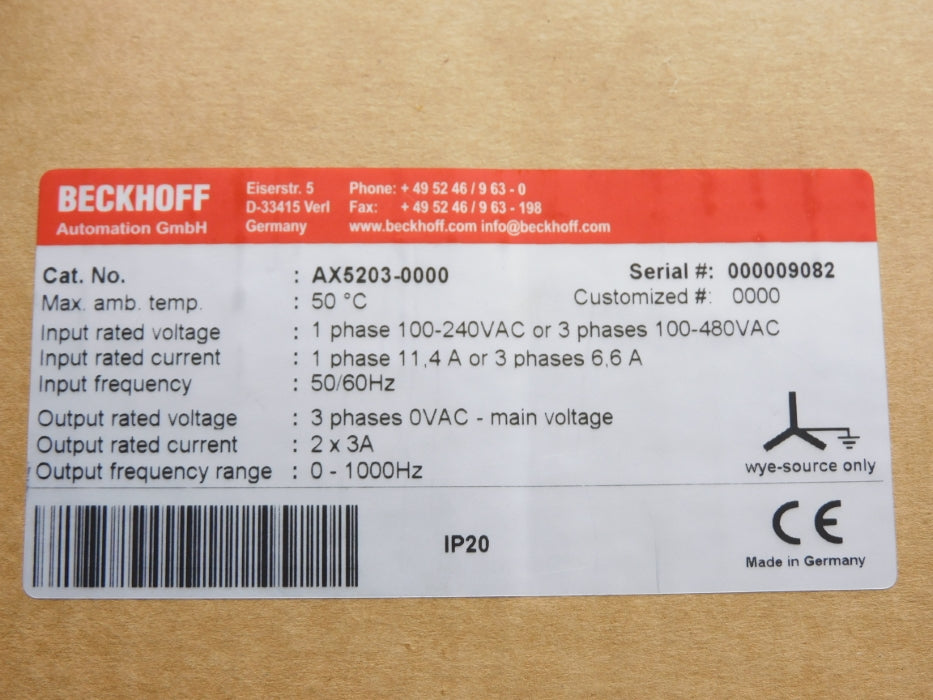 BECKHOFF
Automation GmbH
Eiserstr. 5
D-33415 Verl
Germany
Phone: + 49 52 46 / 9 63 - 0
Fax: + 49 52 46 / 9 63 - 198
www.beckhoff.com info@beckhoff.com
Cat. No. : AX5203-0000 Serial #: 000009082
Max. amb. temp. : 50 °C Customized #: 0000
Input rated voltage : 1 phase 100-240VAC or 3 phases 100-480VAC
Input rated current : 1 phase 11,4 A or 3 phases 6,6 A
Input frequency : 50/60Hz
Output rated voltage : 3 phases 0VAC - main voltage
Output rated current : 2 x 3A
Output frequency range : 0 - 1000Hz
wye-source only
IP20
CE
Made in Germany